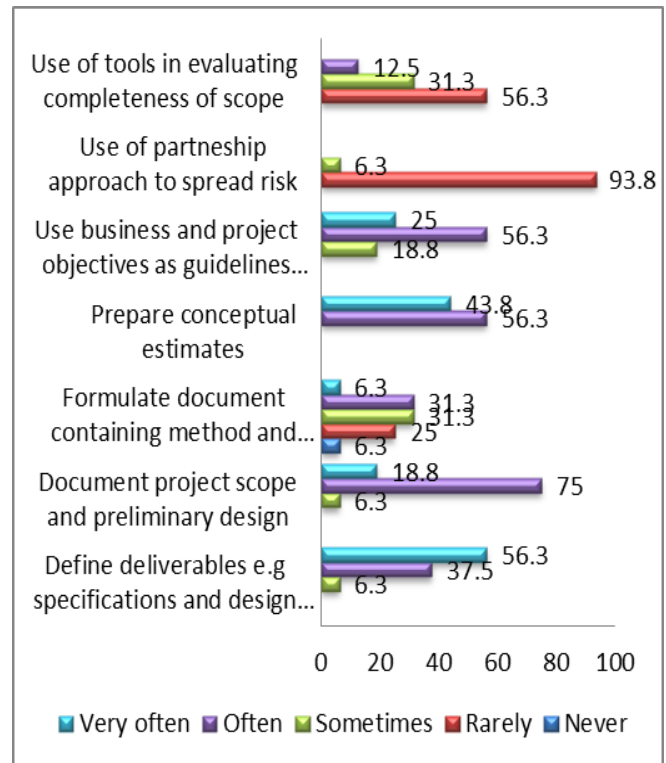 Use of tools in evaluating
completeness of scope
12.5
31.3
56.3
Use of partneship
approach to spread risk
6.3
93.8
Use business and project
objectives as guidelines...
25
56.3
18.8
Prepare conceptual
estimates
43.8
56.3
Formulate document
containing method and...
6.3
31.3
31.3
25
6.3
Document project scope
and preliminary design
18.8
75
6.3
Define deliverables e.g
specifications and design...
56.3
37.5
6.3
0 20 40 60 80 100
Very often Often Sometimes Rarely Never